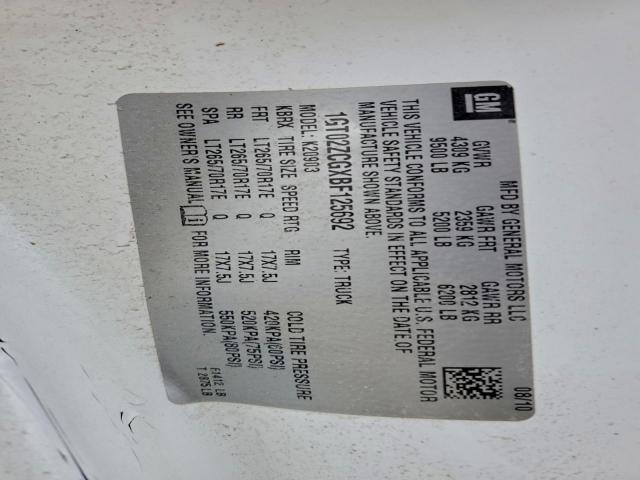 GM
MFD BY GENERAL MOTORS LLC 08/10
GVWR GAWR FRT GAWR RR
4309 KG 2359 KG 2812 KG
9500 LB 5200 LB 6200 LB
THIS VEHICLE CONFORMS TO ALL APPLICABLE U.S. FEDERAL MOTOR
VEHICLE SAFETY STANDARDS IN EFFECT ON THE DATE OF
MANUFACTURE SHOWN ABOVE.
1GT02ZCGXBF125692 TYPE: TRUCK
MODEL: K20903
KBRX TIRE SIZE SPEED RTG RIM COLD TIRE PRESSURE
FRT LT265/70R17E Q 17X7.5J 420KPA(60PSI)
RR LT265/70R17E Q 17X7.5J 520KPA(75PSI)
SPA LT265/70R17E Q 17X7.5J 550KPA(80PSI)
SEE OWNER'S MANUAL FOR MORE INFORMATION.
LB
T 2875LB